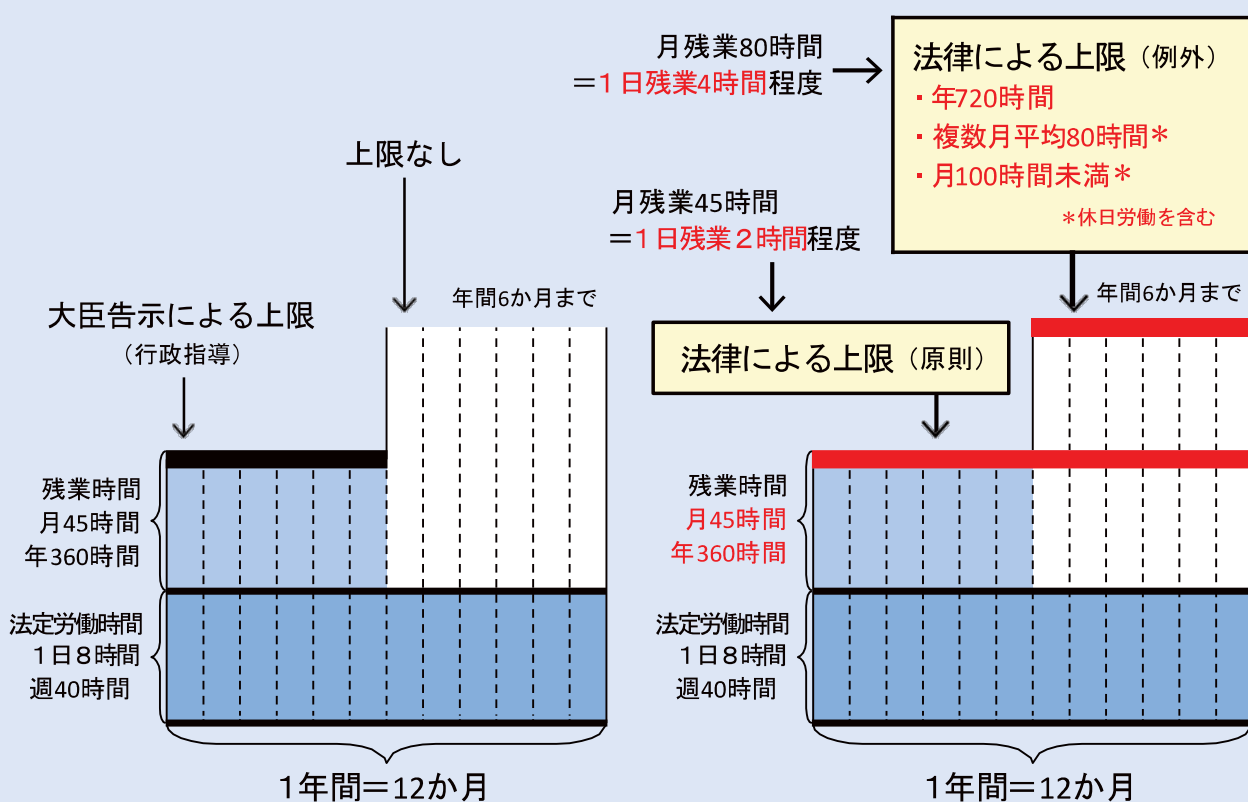 上限なし
年間6か月まで
大臣告示による上限
（行政指導）
残業時間
月45時間
年360時間
法定労働時間
１日８時間
週40時間
１年間＝12か月
月残業80時間
＝１日残業4時間程度
法律による上限（例外）
・年720時間
・複数月平均80時間＊
・月100時間未満＊
＊休日労働を含む
月残業45時間
＝１日残業２時間程度
年間6か月まで
法律による上限（原則）
残業時間
月45時間
年360時間
法定労働時間
１日８時間
週40時間
１年間＝12か月